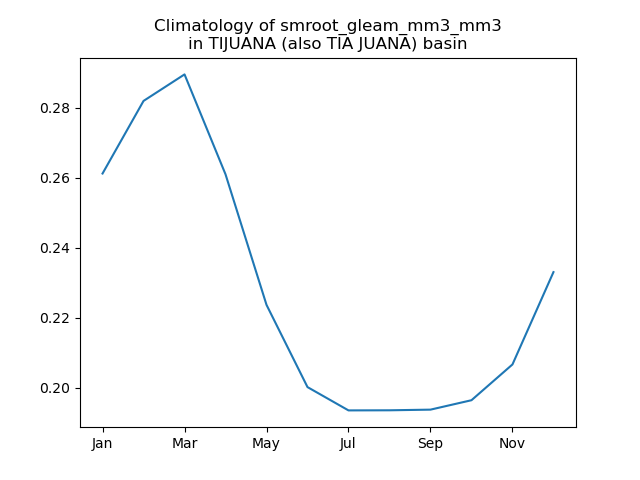 Climatology of smroot_gleam_mm3_mm3
in TIJUANA (also TIA JUANA) basin
0.28
0.26
0.24
0.22
0.20
Jan Mar May Jul Sep Nov